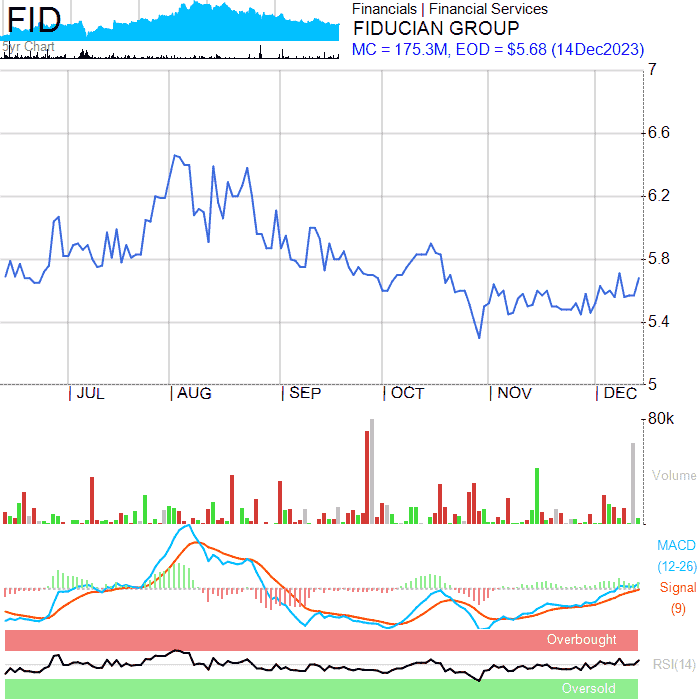 FID
5yr Chart
Financials | Financial Services
FIDUCIAN GROUP
MC = 175.3M, EOD = $5.68 (14Dec2023)
7
6.6
6.2
5.8
5.4
5
JUL AUG SEP OCT NOV DEC
80k
Volume
MACD
(12-26)
Signal
(9)
Overbought
RSI(14)
Oversold